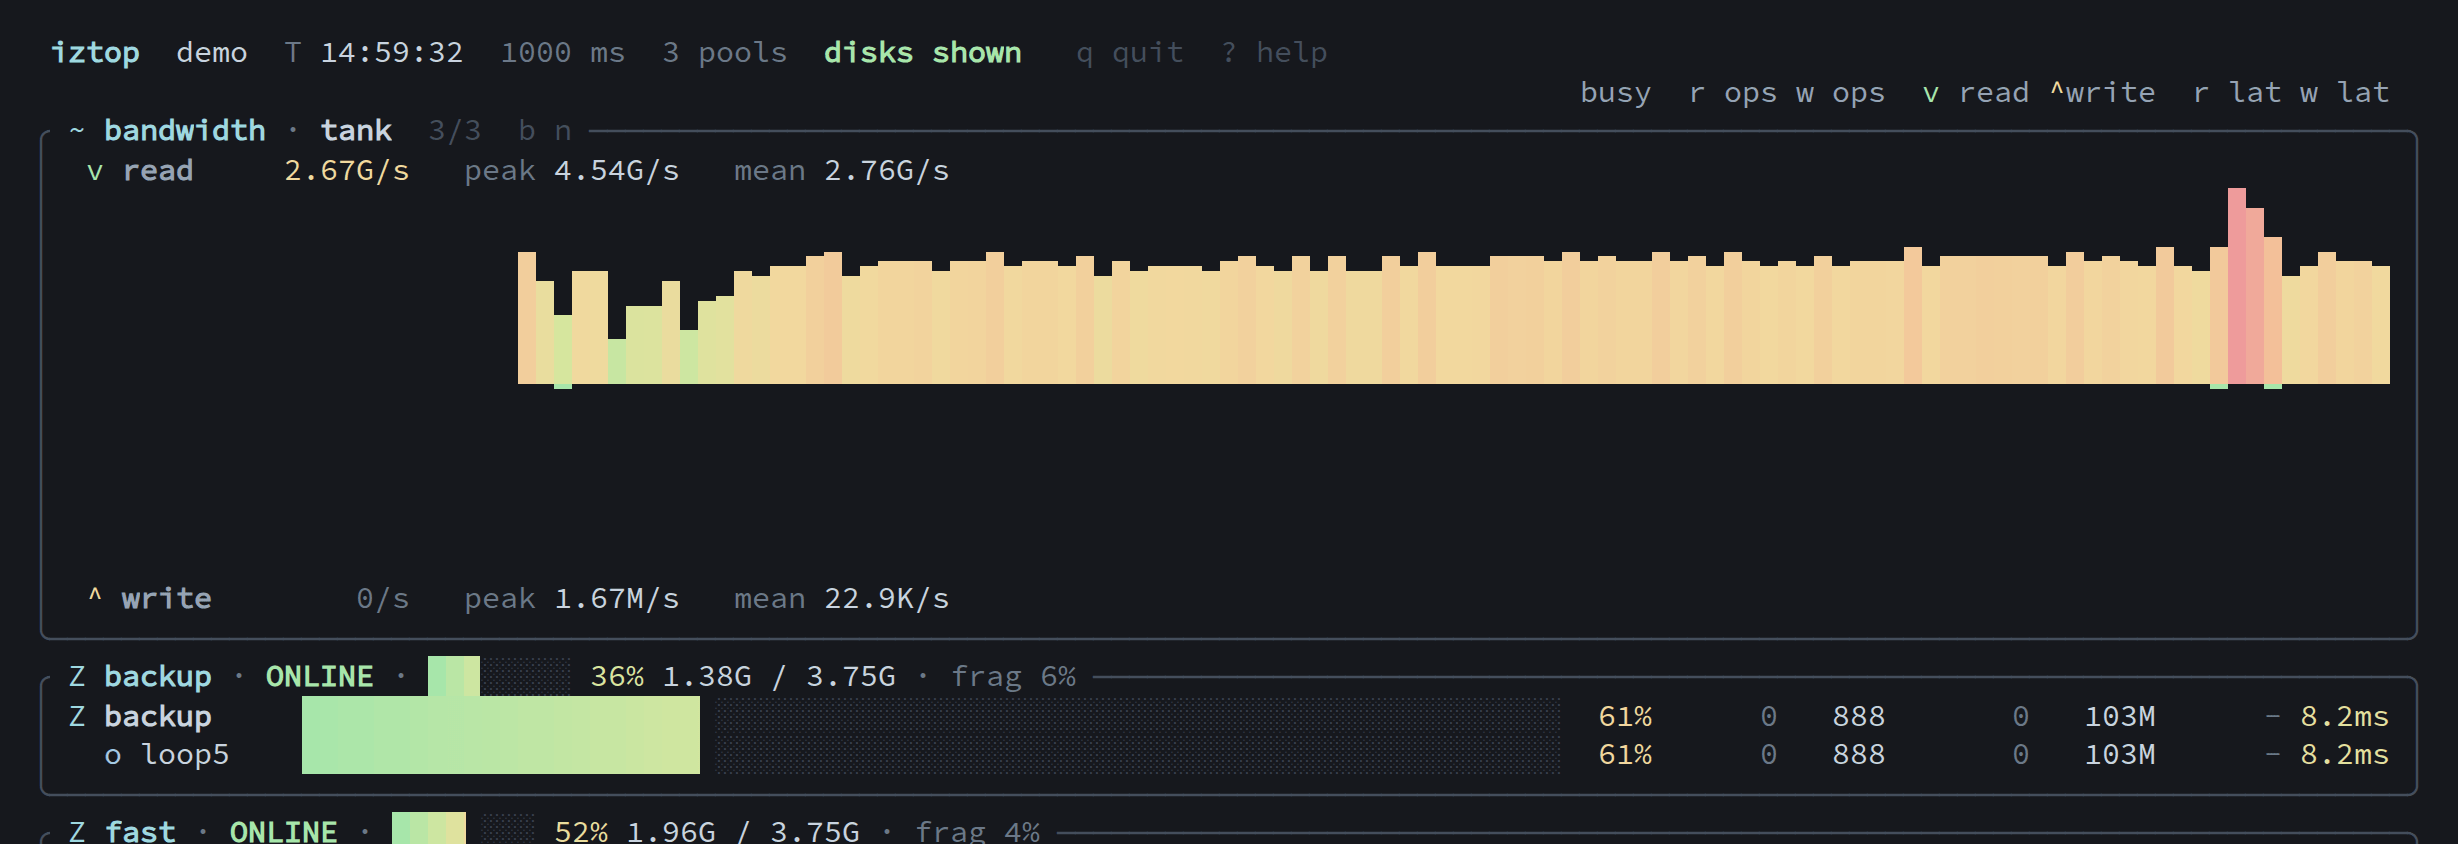 iztop demo T 14:59:32 1000 ms 3 pools disks shown q quit ? help
busy r ops w ops v read ^write r lat w lat
~ bandwidth · tank 3/3 b n
v read 2.67G/s peak 4.54G/s mean 2.76G/s
^ write 0/s peak 1.67M/s mean 22.9K/s
Z backup · ONLINE · 36% 1.38G / 3.75G · frag 6%
Z backup 61% 0 888 0 103M - 8.2ms
o loop5 61% 0 888 0 103M - 8.2ms
Z fast · ONLINE · 52% 1.96G / 3.75G · frag 4%